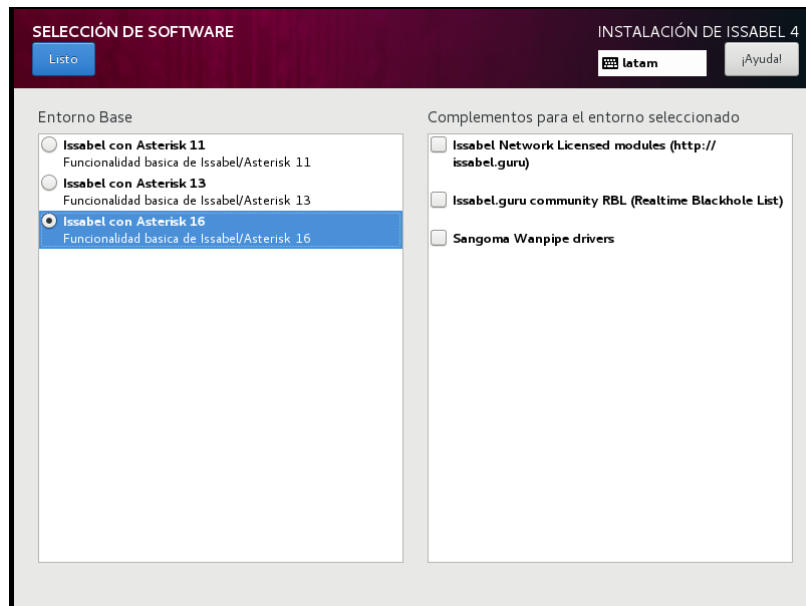 SELECCIÓN DE SOFTWARE
Listo
INSTALACIÓN DE ISSABEL 4
latam
¡Ayuda!
Entorno Base
Issabel con Asterisk 11
Funcionalidad basica de Issabel/Asterisk 11
Issabel con Asterisk 13
Funcionalidad basica de Issabel/Asterisk 13
Issabel con Asterisk 16
Funcionalidad basica de Issabel/Asterisk 16
Complementos para el entorno seleccionado
Issabel Network Licensed modules (http://
issabel.guru)
Issabel.guru community RBL (Realtime Blackhole List)
Sangoma Wanpipe drivers